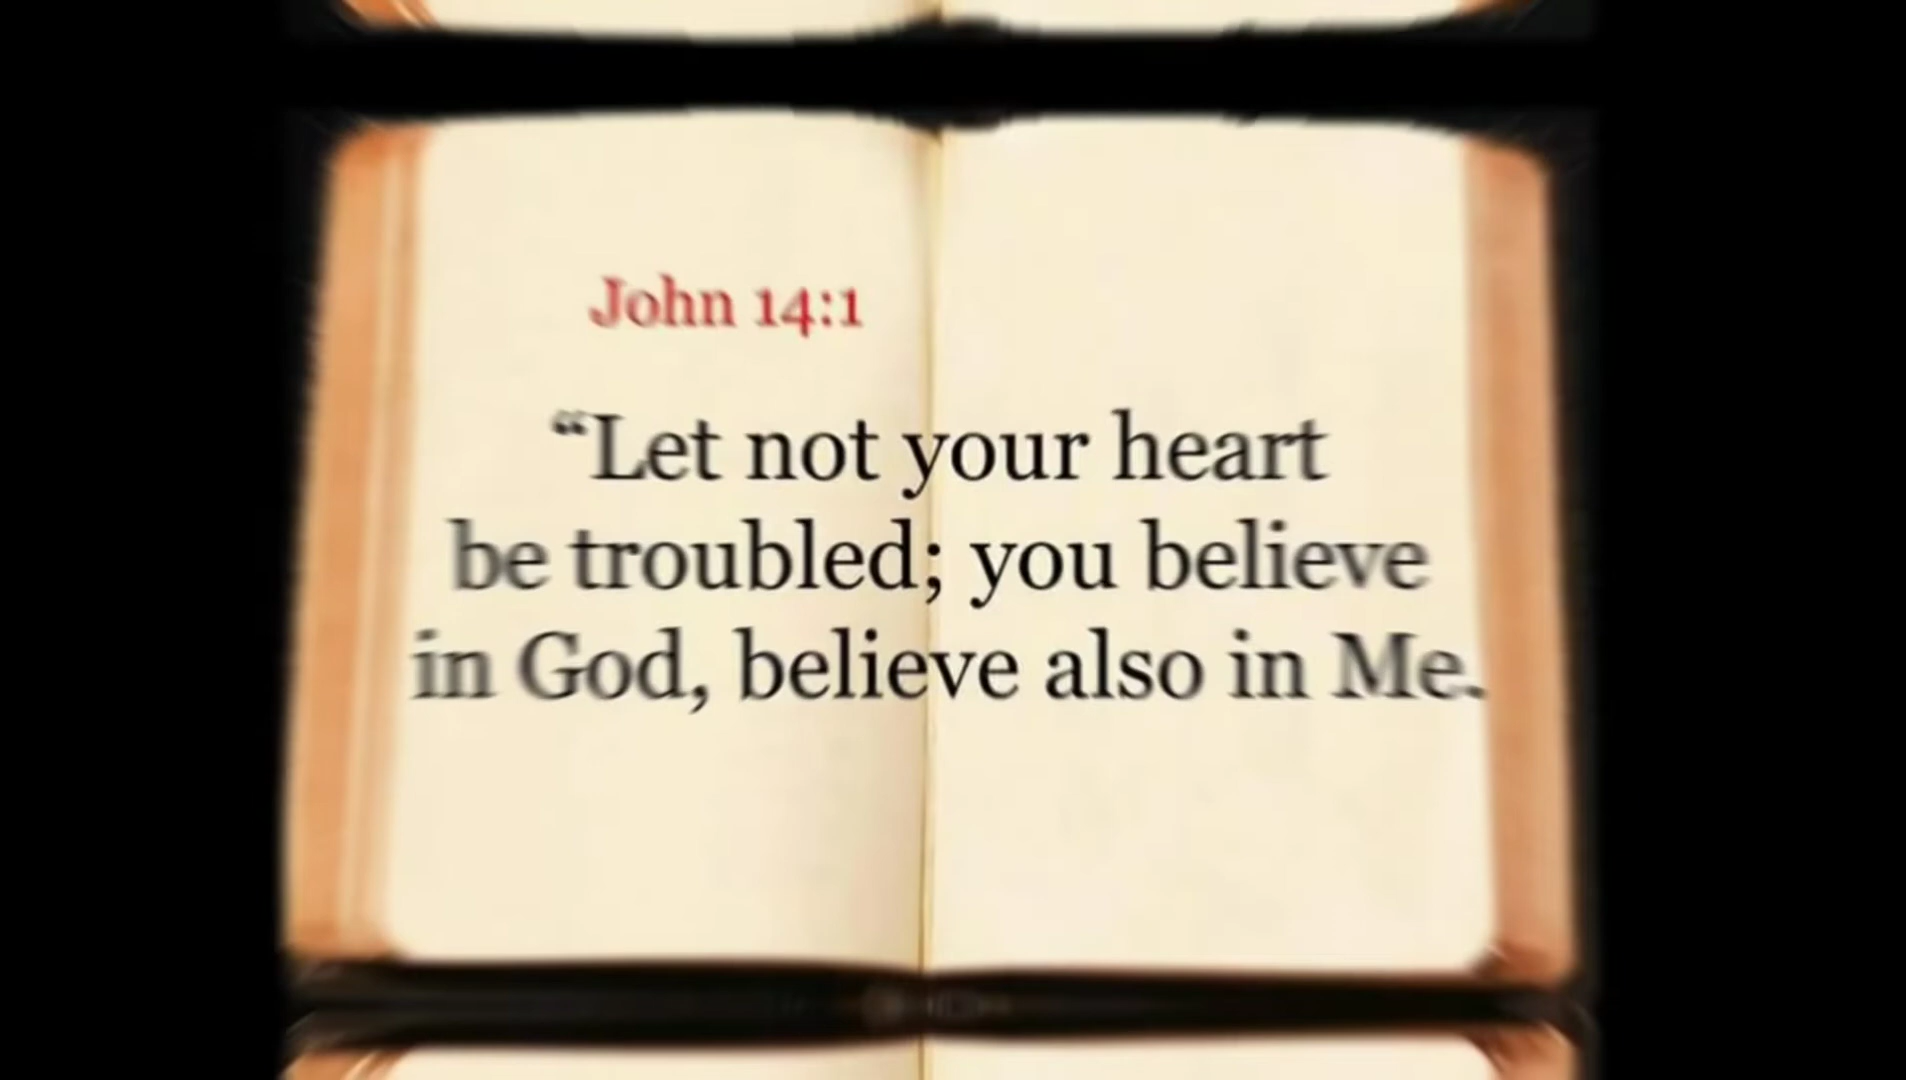 John 14:1
“Let not your heart
be troubled; you believe
in God, believe also in Me.